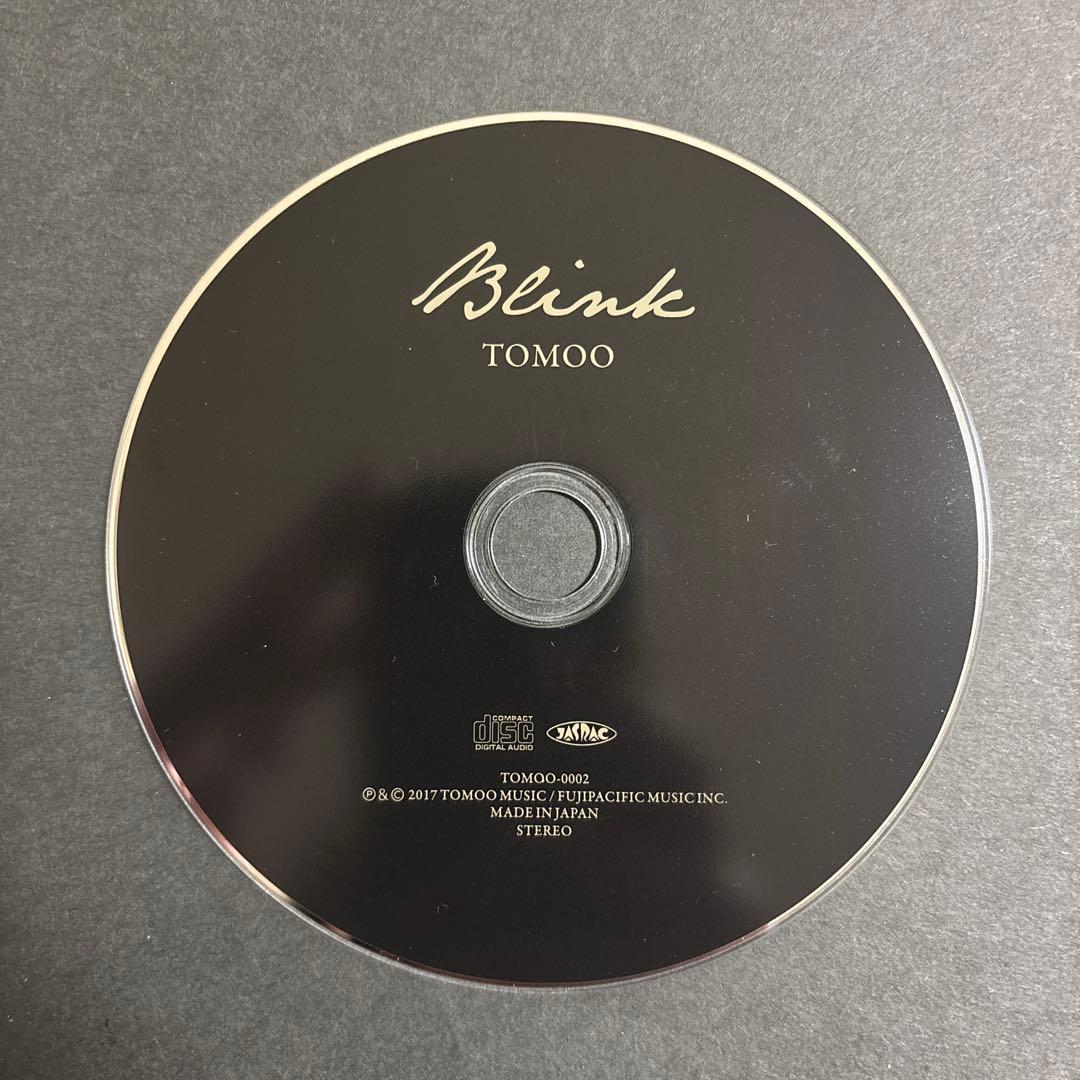 Blink
TOMOO
COMPACT
disc
DIGITAL AUDIO
JASRAC
TOMOO-0002
℗ & © 2017 TOMOO MUSIC / FUJIPACIFIC MUSIC INC.
MADE IN JAPAN
STEREO